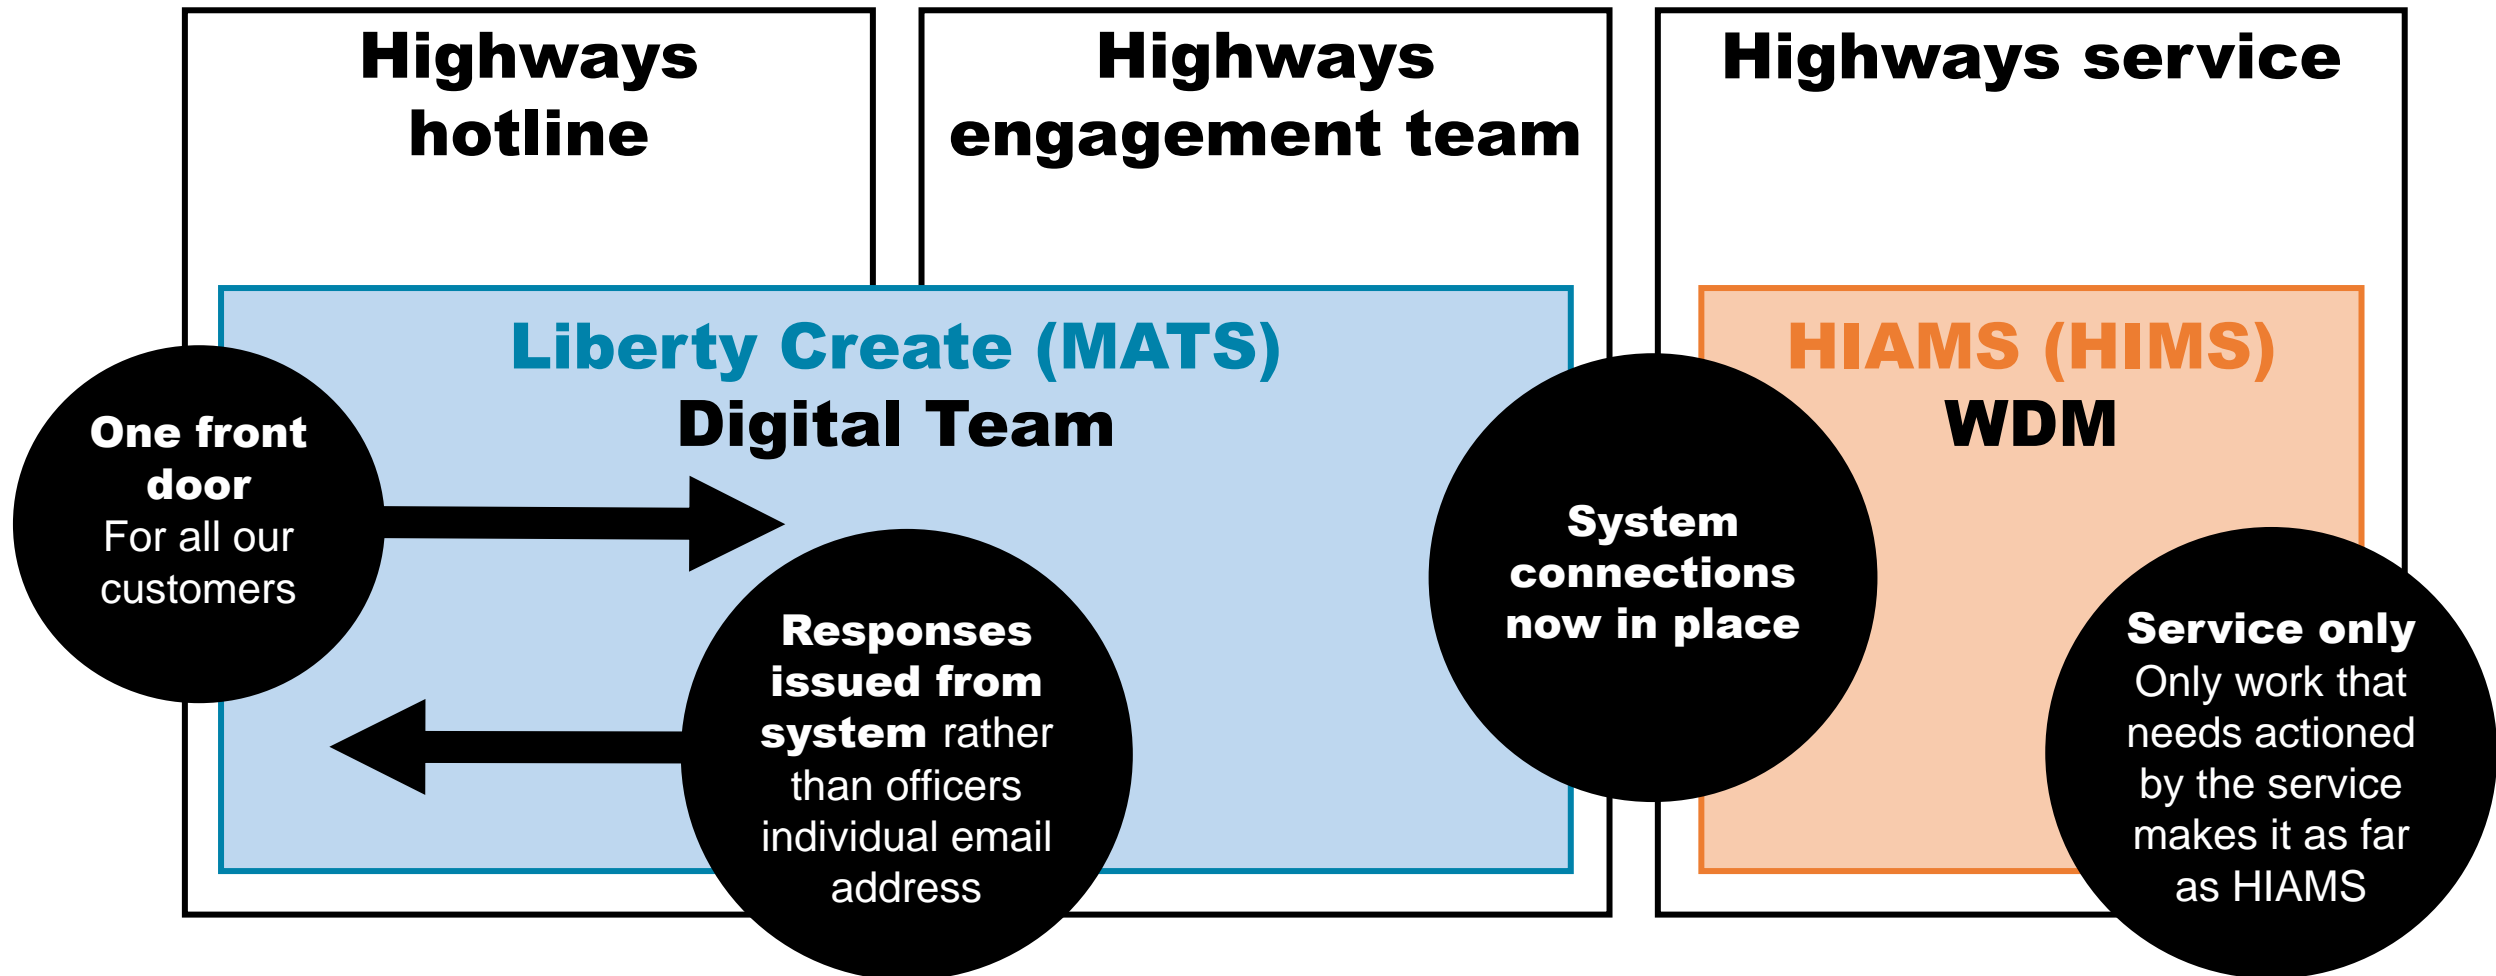 Highways
hotline
Highways
engagement team
Highways service
Liberty Create (MATS)
Digital Team
HIAMS (HIMS)
WDM
One front
door
For all our
customers
Responses
issued from
system rather
than officers
individual email
address
System
connections
now in place
Service only
Only work that
needs actioned
by the service
makes it as far
as HIAMS